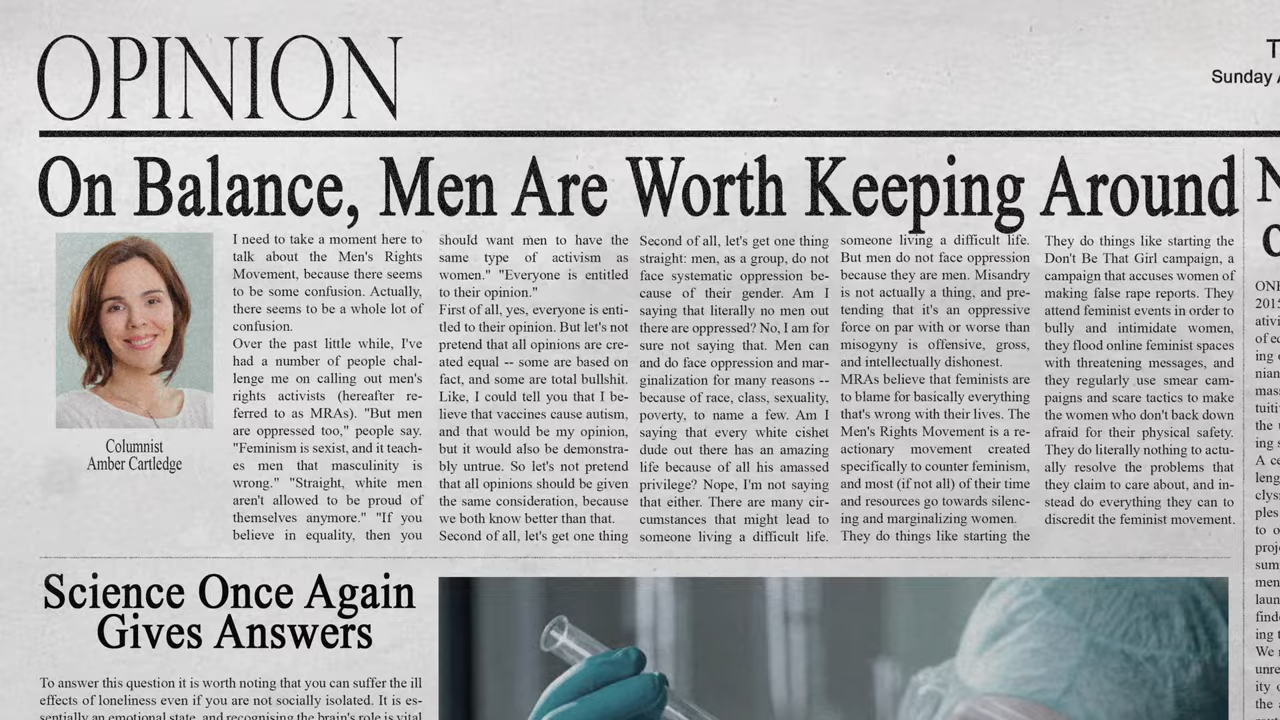 OPINION
T
Sunday A
On Balance, Men Are Worth Keeping Around
Columnist
Amber Cartledge
I need to take a moment here to
talk about the Men's Rights
Movement, because there seems
to be some confusion. Actually,
there seems to be a whole lot of
confusion.
Over the past little while, I've
had a number of people chal-
lenge me on calling out men's
rights activists (hereafter re-
ferred to as MRAs). "But men
are oppressed too," people say.
"Feminism is sexist, and it teach-
es men that masculinity is
wrong." "Straight, white men
aren't allowed to be proud of
themselves anymore." "If you
believe in equality, then you
should want men to have the
same type of activism as
women." "Everyone is entitled
to their opinion."
First of all, yes, everyone is enti-
tled to their opinion. But let's not
pretend that all opinions are cre-
ated equal -- some are based on
fact, and some are total bullshit.
Like, I could tell you that I be-
lieve that vaccines cause autism,
and that would be my opinion,
but it would also be demonstra-
bly untrue. So let's not pretend
that all opinions should be given
the same consideration, because
we both know better than that.
Second of all, let's get one thing
Second of all, let's get one thing
straight: men, as a group, do not
face systematic oppression be-
cause of their gender. Am I
saying that literally no men out
there are oppressed? No, I am for
sure not saying that. Men can
and do face oppression and mar-
ginalization for many reasons --
because of race, class, sexuality,
poverty, to name a few. Am I
saying that every white cishet
dude out there has an amazing
life because of all his amassed
privilege? Nope, I'm not saying
that either. There are many cir-
cumstances that might lead to
someone living a difficult life.
someone living a difficult life.
But men do not face oppression
because they are men. Misandry
is not actually a thing, and pre-
tending that it's an oppressive
force on par with or worse than
misogyny is offensive, gross,
and intellectually dishonest.
MRAs believe that feminists are
to blame for basically everything
that's wrong with their lives. The
Men's Rights Movement is a re-
actionary movement created
specifically to counter feminism,
and most (if not all) of their time
and resources go towards silenc-
ing and marginalizing women.
They do things like starting the
They do things like starting the
Don't Be That Girl campaign, a
campaign that accuses women of
making false rape reports. They
attend feminist events in order to
bully and intimidate women,
they flood online feminist spaces
with threatening messages, and
they regularly use smear cam-
paigns and scare tactics to make
the women who don't back down
afraid for their physical safety.
They do literally nothing to actu-
ally resolve the problems that
they claim to care about, and in-
stead do everything they can to
discredit the feminist movement.
Science Once Again
Gives Answers
To answer this question it is worth noting that you can suffer the ill
effects of loneliness even if you are not socially isolated. It is es-
sentially an emotional state, and recognising the brain's role is vital